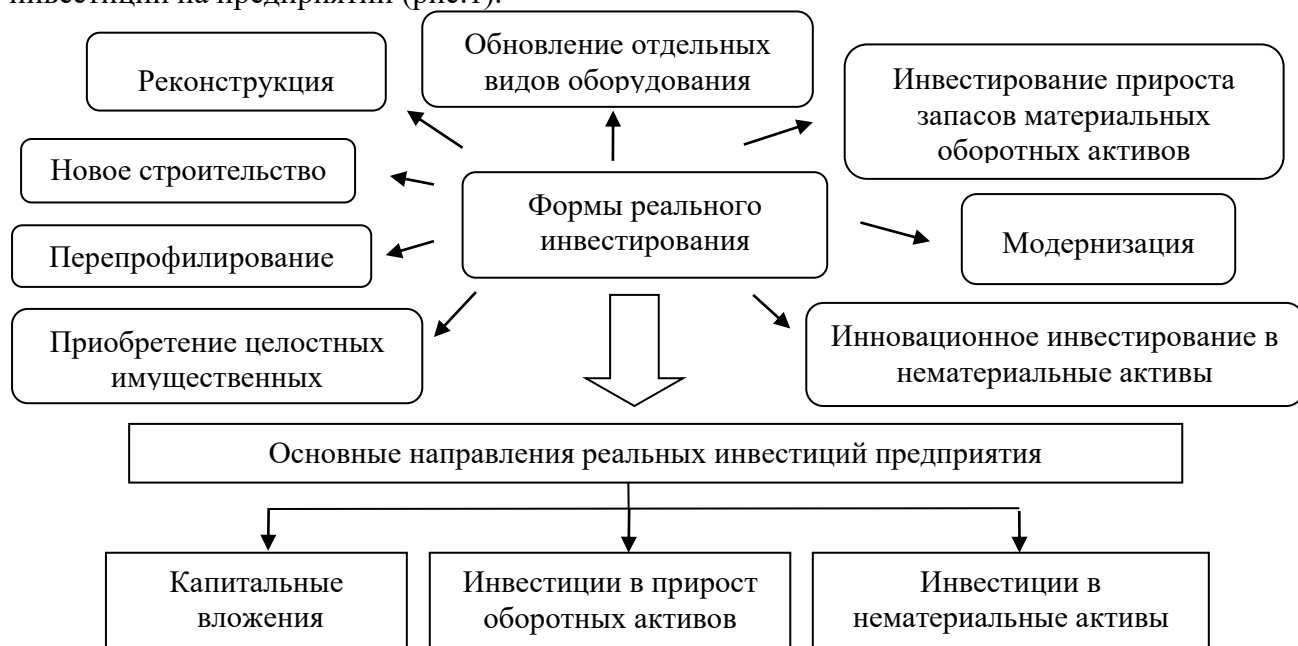 инвестиций на предприятии (рис.1).
Реконструкция
Обновление отдельных
видов оборудования
Инвестирование прироста
запасов материальных
оборотных активов
Новое строительство
Формы реального
инвестирования
Модернизация
Перепрофилирование
Приобретение целостных
имущественных
Инновационное инвестирование в
нематериальные активы
Основные направления реальных инвестиций предприятия
Капитальные
вложения
Инвестиции в прирост
оборотных активов
Инвестиции в
нематериальные активы